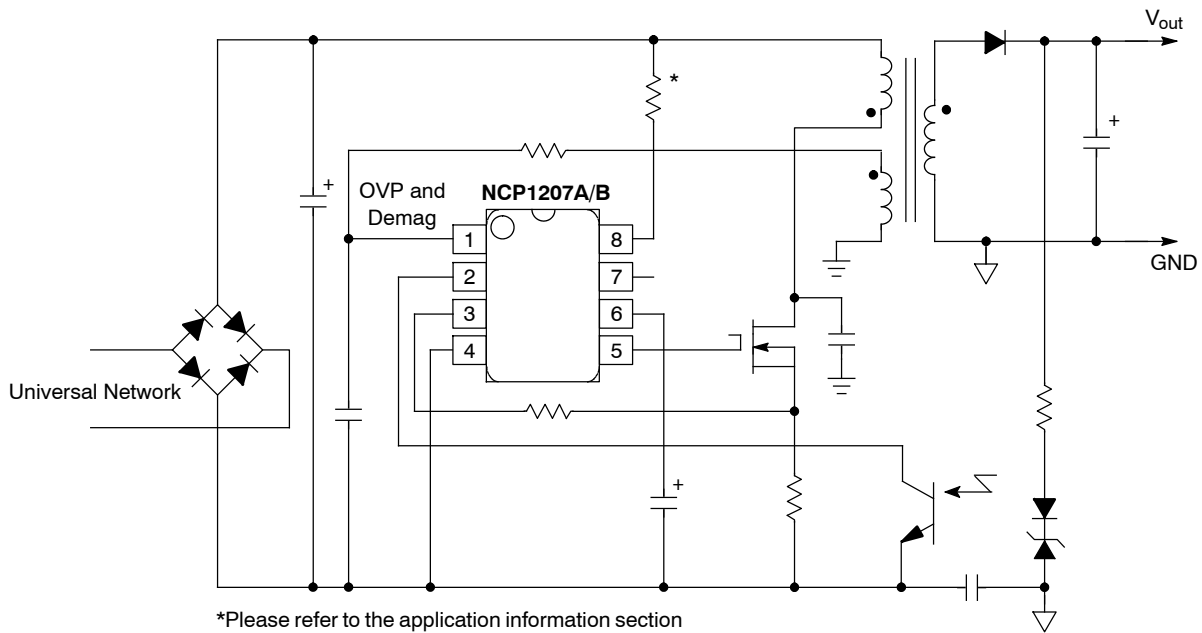 V_out
+
*
+
OVP and
Demag
NCP1207A/B
1
8
2
7
3
6
4
5
GND
Universal Network
+
*Please refer to the application information section